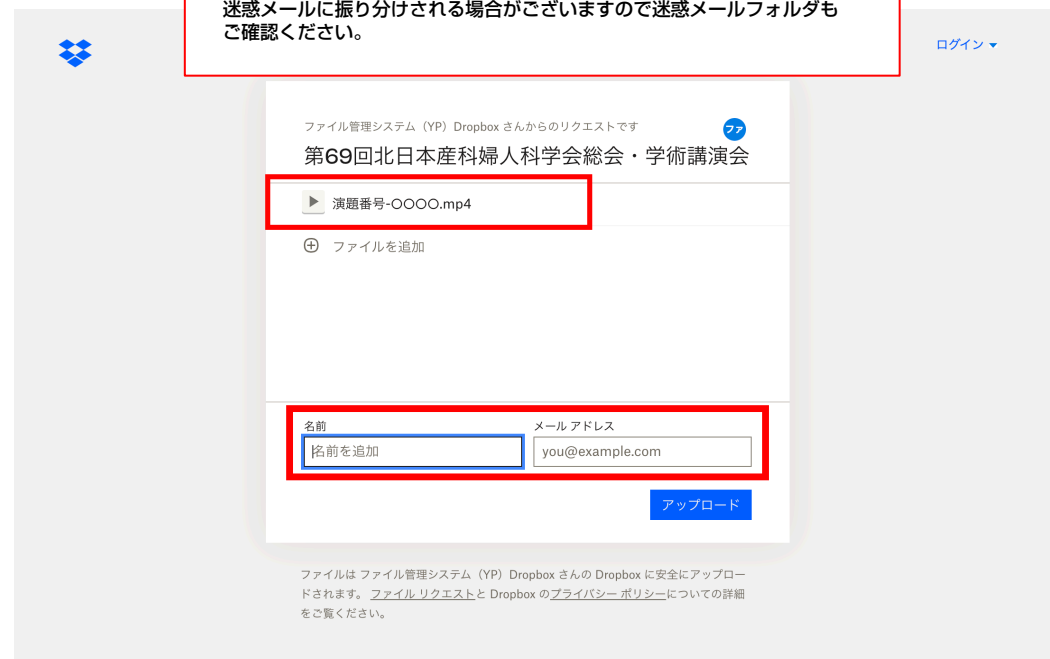 迷惑メールに振り分けされる場合がございますので迷惑メールフォルダも
ご確認ください。
ログイン
ファイル管理システム（YP）Dropbox さんからのリクエストです
ファ
第69回北日本産科婦人科学会総会・学術講演会
演題番号-〇〇〇〇.mp4
ファイルを追加
名前
メール アドレス
名前を追加
you@example.com
アップロード
ファイルは ファイル管理システム（YP）Dropbox さんの Dropbox に安全にアップロー
ドされます。 ファイル リクエストと Dropbox のプライバシー ポリシーについての詳細
をご覧ください。